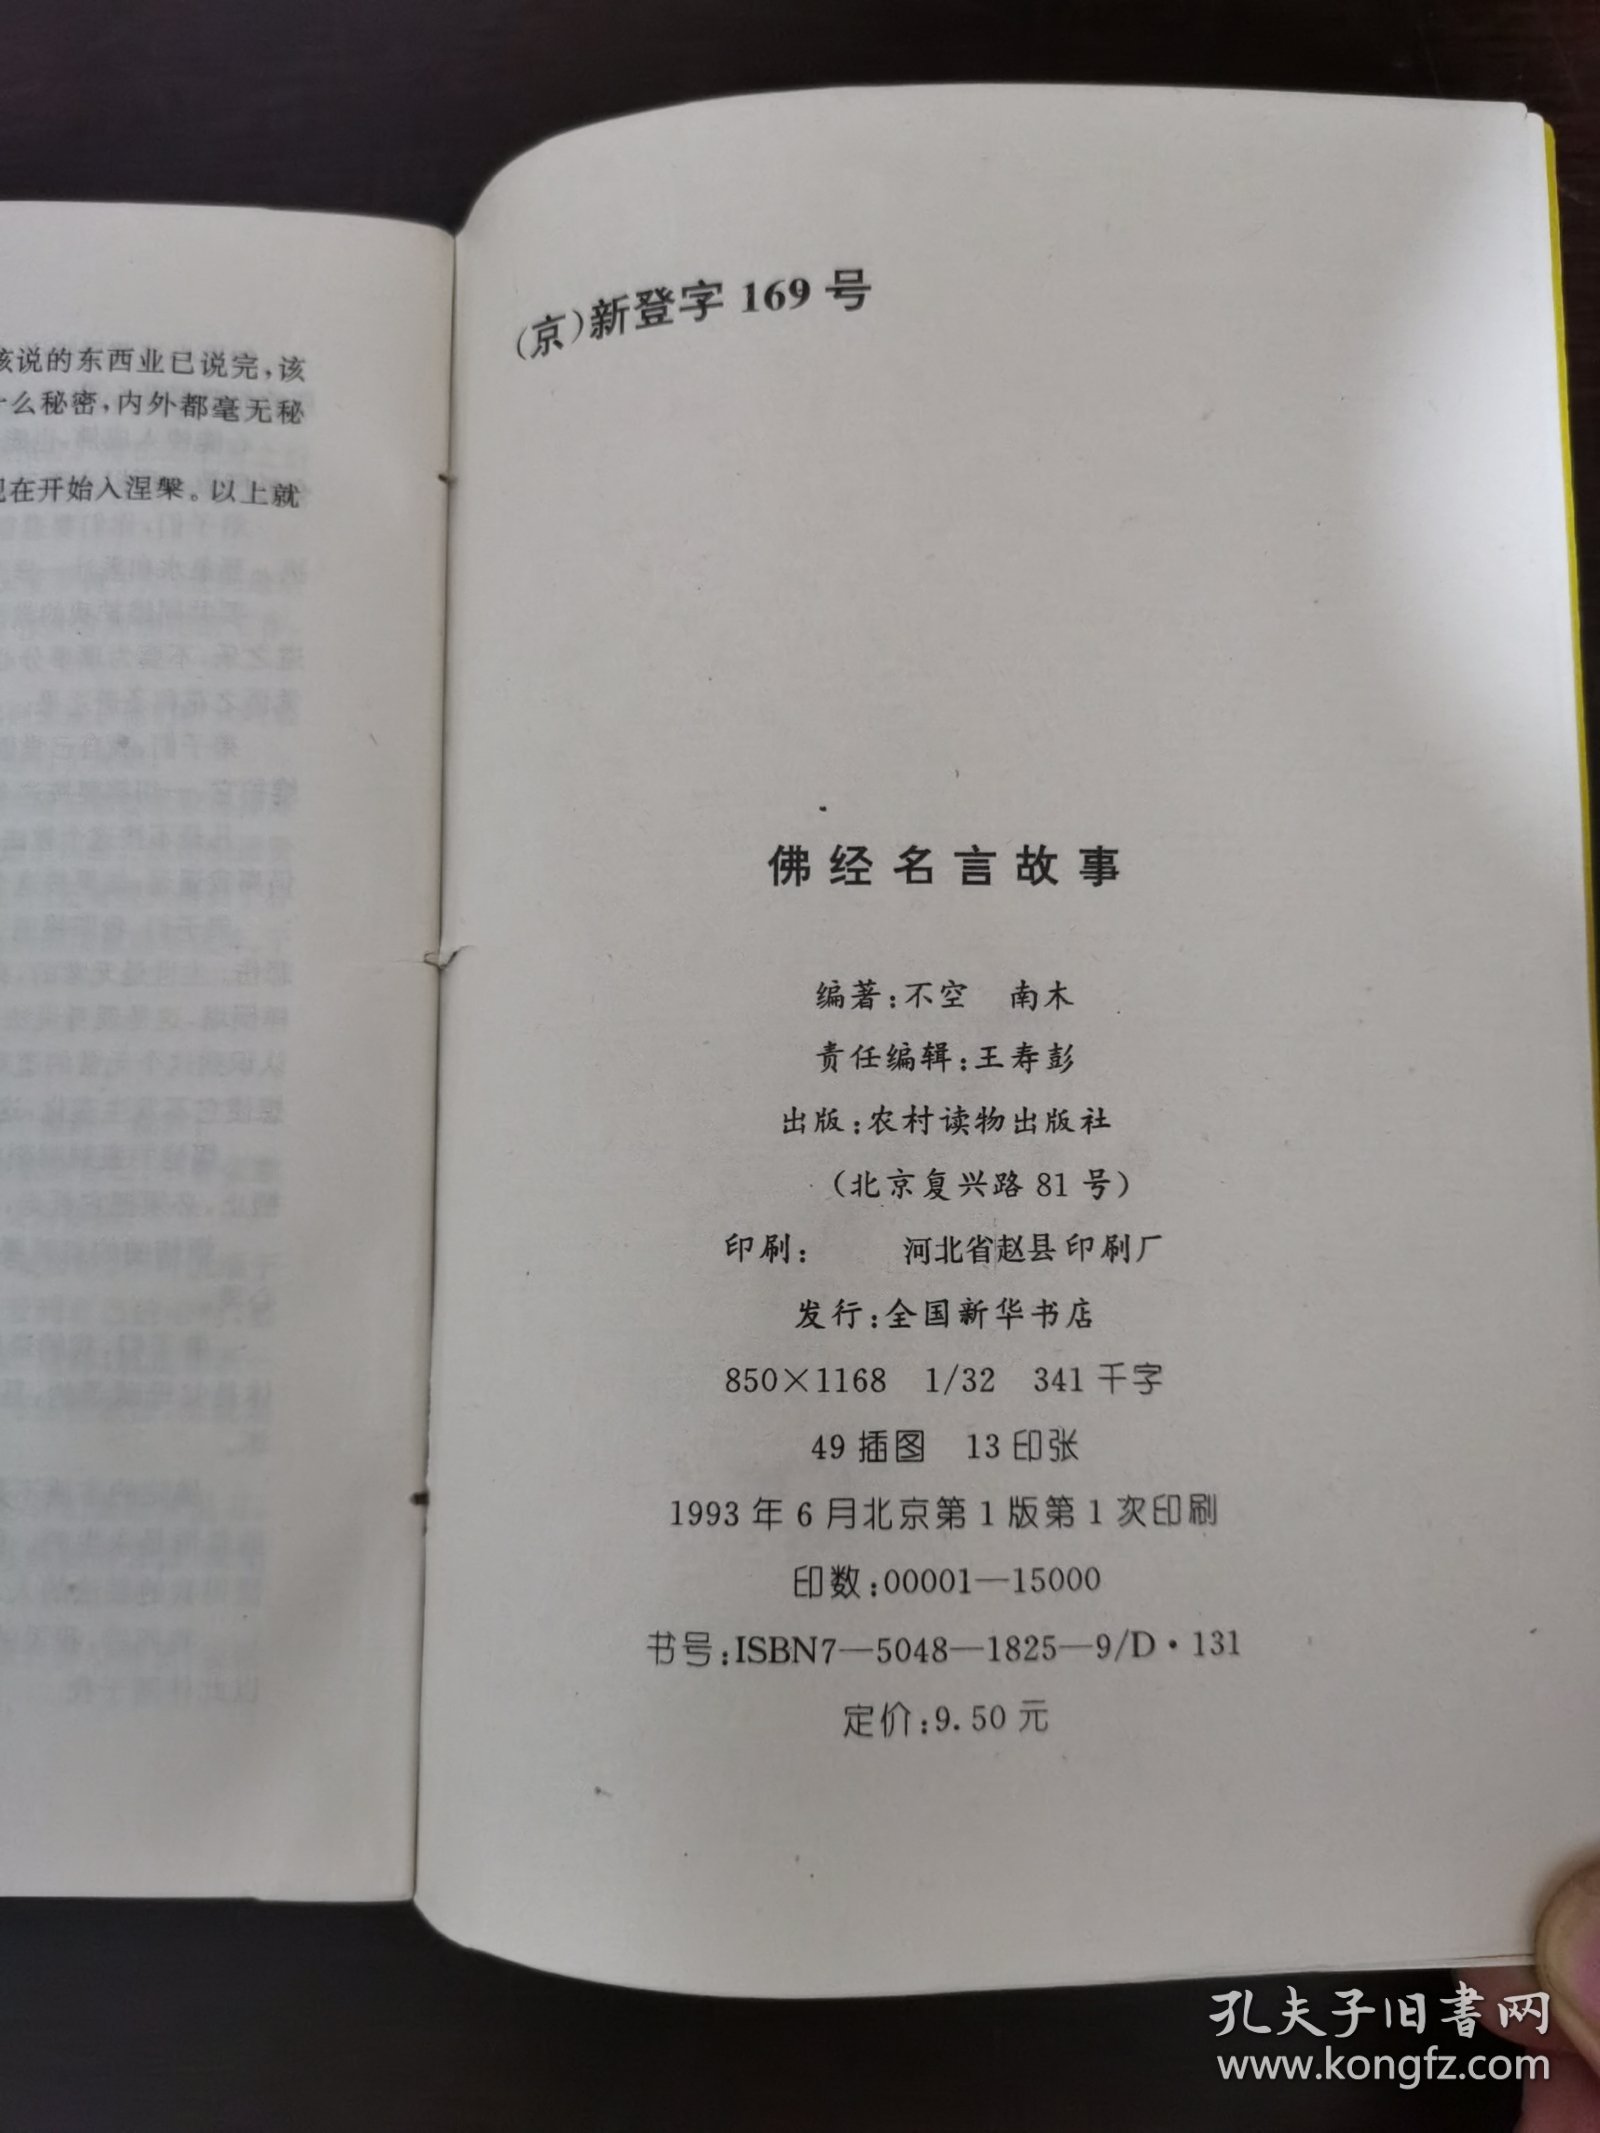 该说的东西业已说完,该
什么秘密,内外都毫无秘
现在开始入涅槃。以上就
(京)新登字 169 号
佛经名言故事
编著:不空 南木
责任编辑:王寿彭
出版:农村读物出版社
(北京复兴路 81 号)
印刷: 河北省赵县印刷厂
发行:全国新华书店
850×1168 1/32 341 千字
49 插图 13 印张
1993 年 6 月北京第 1 版第 1 次印刷
印数:00001—15000
书号:ISBN7—5048—1825—9/D·131
定价:9.50 元
孔夫子旧书网
www.kongfz.com